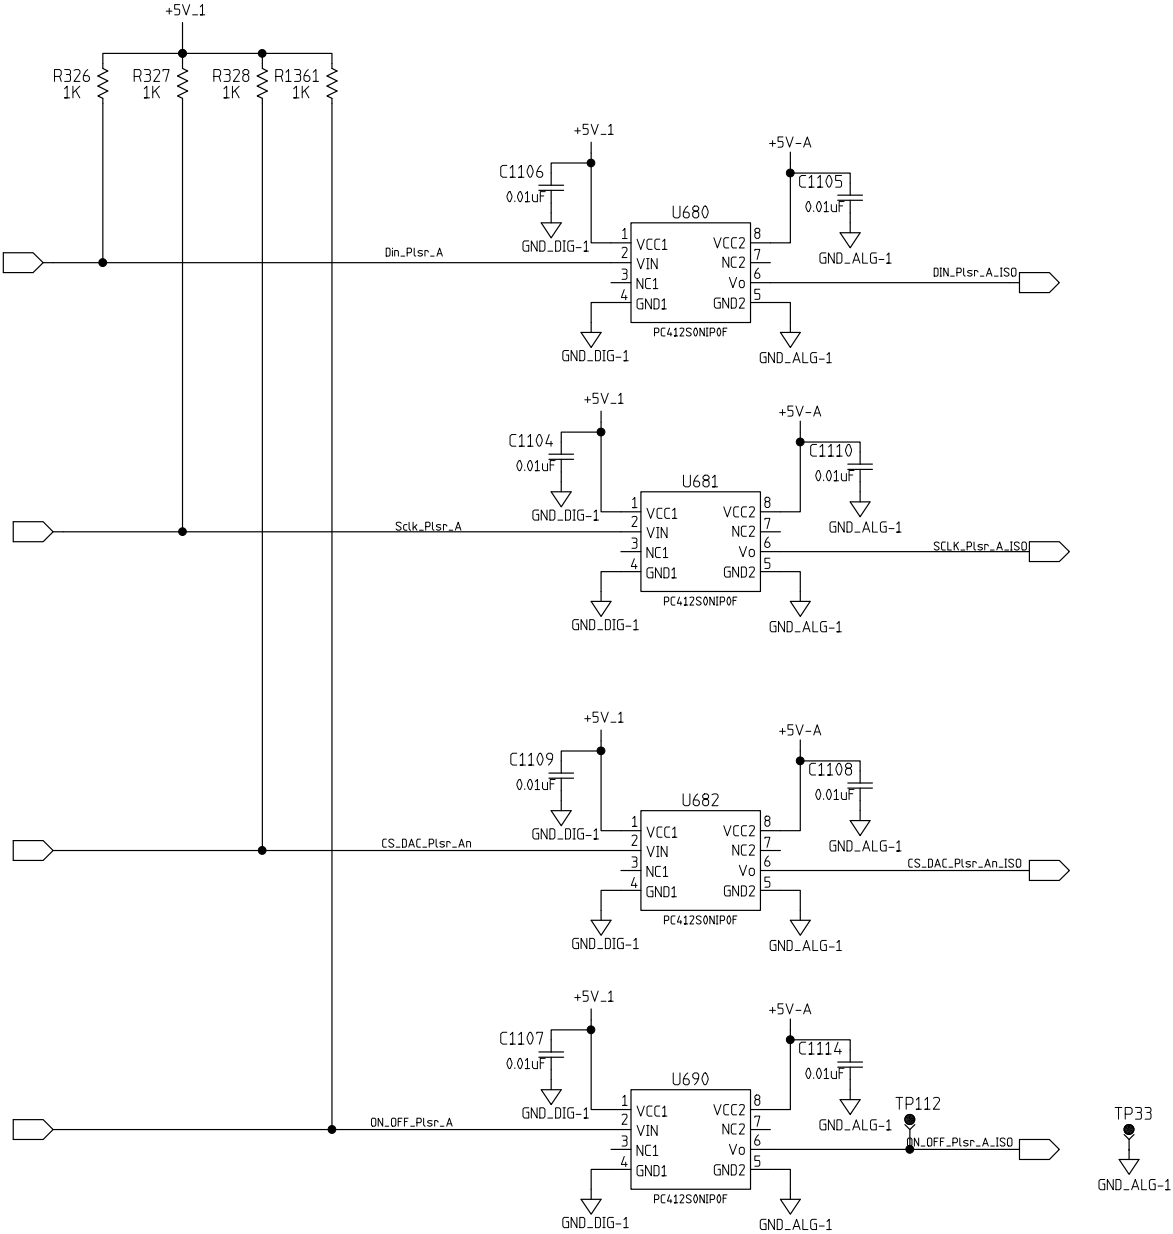 +5V_1
R326 R327 R328 R1361
1K 1K 1K 1K
+5V_1
+5V-A
C1106
0.01uF
C1105
0.01uF
U680
GND_DIG-1
GND_ALG-1
1 VCC1 VCC2 8
2 VIN NC2 7
3 NC1 Vo 6
4 GND1 GND2 5
Din_Plsr_A
DIN_Plsr_A_ISO
PC412S0NIP0F
GND_DIG-1
GND_ALG-1
+5V_1
+5V-A
C1104
0.01uF
C1110
0.01uF
U681
GND_DIG-1
GND_ALG-1
1 VCC1 VCC2 8
2 VIN NC2 7
3 NC1 Vo 6
4 GND1 GND2 5
Sclk_Plsr_A
SCLK_Plsr_A_ISO
PC412S0NIP0F
GND_DIG-1
GND_ALG-1
+5V_1
+5V-A
C1109
0.01uF
C1108
0.01uF
U682
GND_DIG-1
GND_ALG-1
1 VCC1 VCC2 8
2 VIN NC2 7
3 NC1 Vo 6
4 GND1 GND2 5
CS_DAC_Plsr_An
CS_DAC_Plsr_An_ISO
PC412S0NIP0F
GND_DIG-1
GND_ALG-1
+5V_1
+5V-A
C1107
0.01uF
C1114
0.01uF
U690
GND_DIG-1
GND_ALG-1
1 VCC1 VCC2 8
2 VIN NC2 7
3 NC1 Vo 6
4 GND1 GND2 5
ON_OFF_Plsr_A
TP112
ON_OFF_Plsr_A_ISO
TP33
GND_ALG-1
PC412S0NIP0F
GND_DIG-1
GND_ALG-1